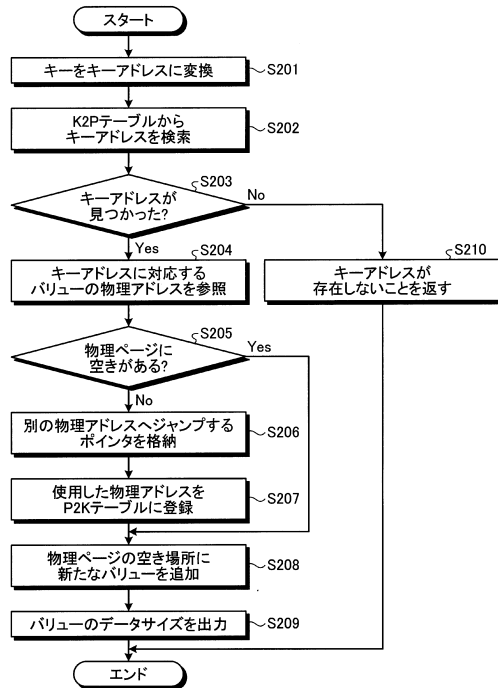 スタート
キーをキーアドレスに変換
S201
K2Pテーブルから
キーアドレスを検索
S202
S203
キーアドレスが
見つかった?
No
Yes
S204
キーアドレスに対応する
バリューの物理アドレスを参照
S210
キーアドレスが
存在しないことを返す
S205
物理ページに
空きがある?
Yes
No
別の物理アドレスへジャンプする
ポインタを格納
S206
使用した物理アドレスを
P2Kテーブルに登録
S207
物理ページの空き場所に
新たなバリューを追加
S208
バリューのデータサイズを出力
S209
エンド